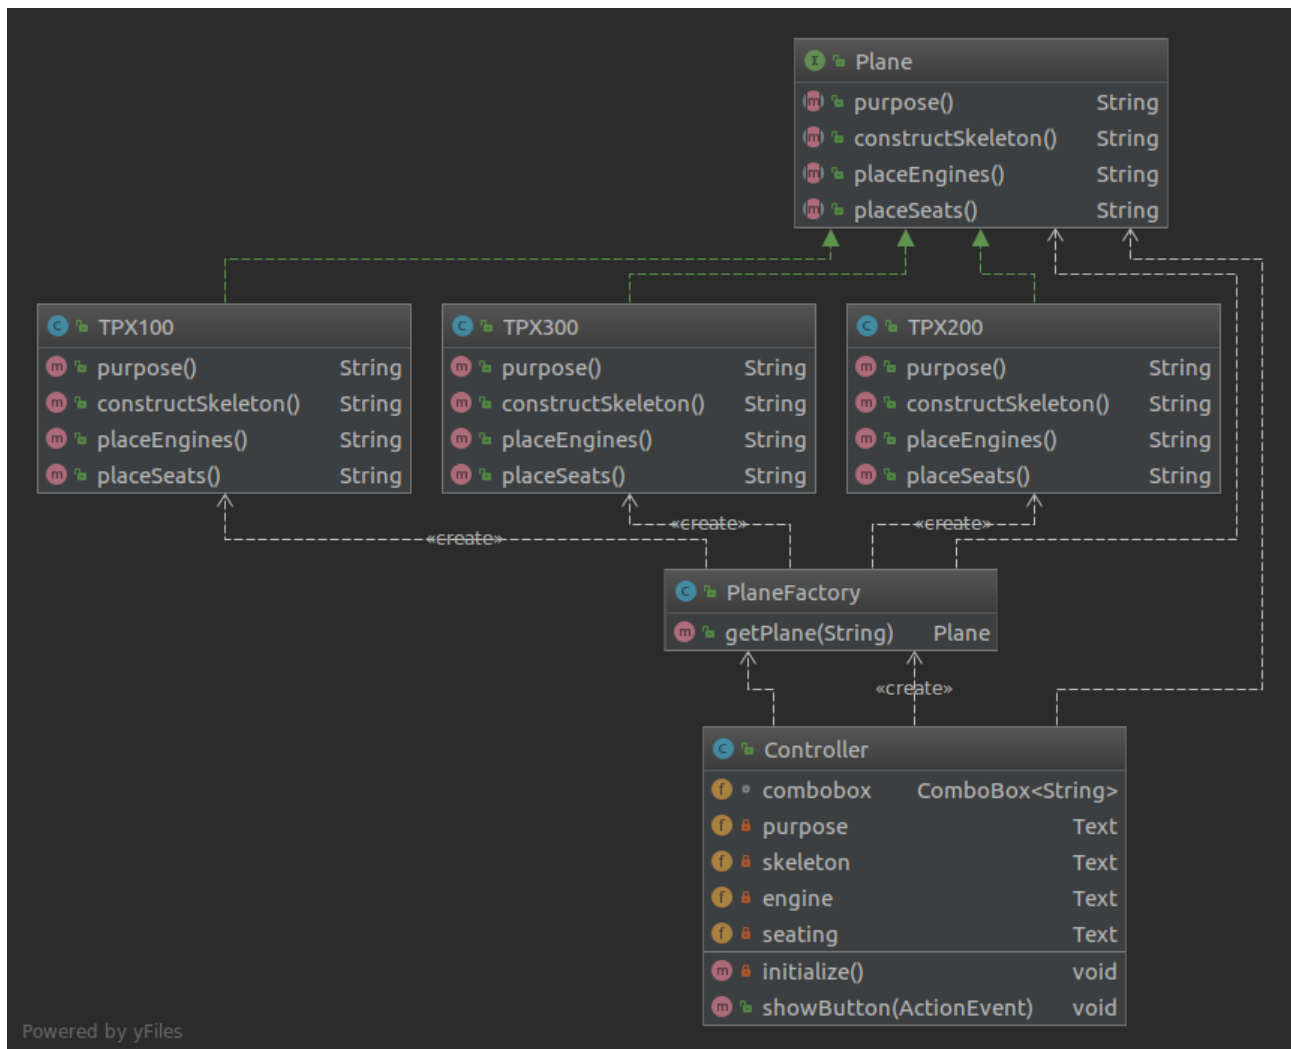 Plane
purpose() String
constructSkeleton() String
placeEngines() String
placeSeats() String
TPX100
purpose() String
constructSkeleton() String
placeEngines() String
placeSeats() String
TPX300
purpose() String
constructSkeleton() String
placeEngines() String
placeSeats() String
TPX200
purpose() String
constructSkeleton() String
placeEngines() String
placeSeats() String
«create»
«create»
«create»
PlaneFactory
getPlane(String) Plane
«create»
Controller
combobox ComboBox<String>
purpose Text
skeleton Text
engine Text
seating Text
initialize() void
showButton(ActionEvent) void
Powered by yFiles